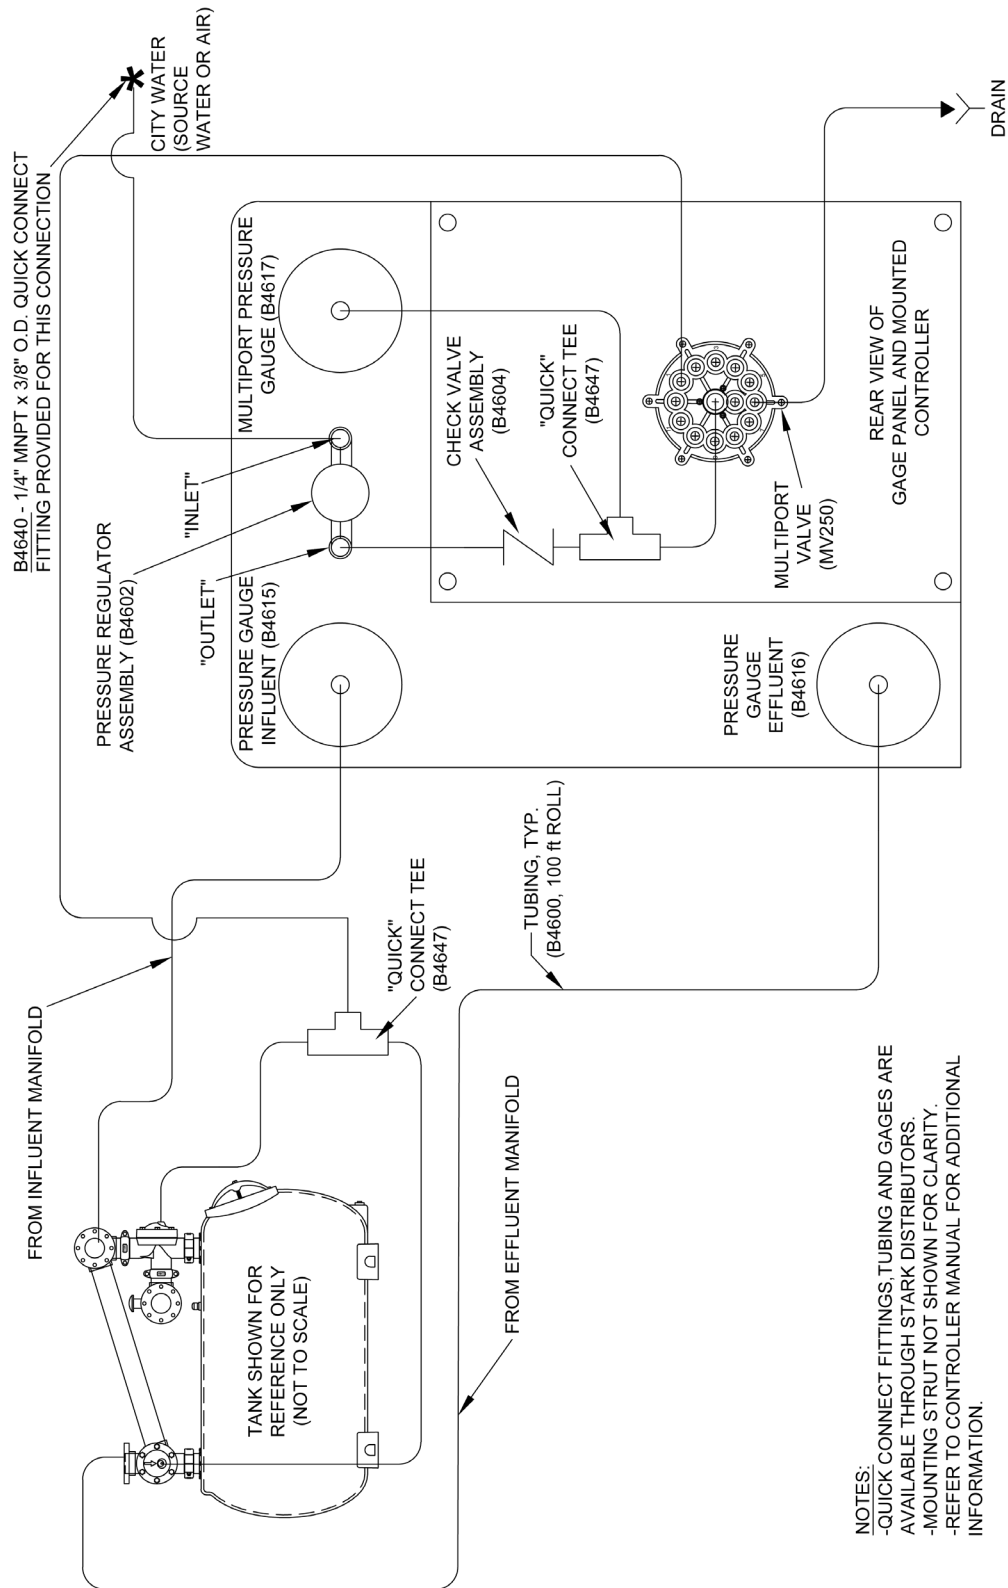 B4640 - 1/4" MNPT x 3/8" O.D. QUICK CONNECT
FITTING PROVIDED FOR THIS CONNECTION
CITY WATER
(SOURCE
WATER OR AIR)
FROM INFLUENT MANIFOLD
PRESSURE REGULATOR
ASSEMBLY (B4602)
"INLET"
"OUTLET"
PRESSURE GAUGE
INFLUENT (B4615)
MULTIPORT PRESSURE
GAUGE (B4617)
"QUICK"
CONNECT TEE
(B4647)
CHECK VALVE
ASSEMBLY
(B4604)
"QUICK"
CONNECT TEE
(B4647)
TANK SHOWN FOR
REFERENCE ONLY
(NOT TO SCALE)
TUBING, TYP.
(B4600, 100 ft ROLL)
FROM EFFLUENT MANIFOLD
PRESSURE
GAUGE
EFFLUENT
(B4616)
MULTIPORT
VALVE
(MV250)
REAR VIEW OF
GAGE PANEL AND MOUNTED
CONTROLLER
DRAIN
NOTES:
-QUICK CONNECT FITTINGS,TUBING AND GAGES ARE
AVAILABLE THROUGH STARK DISTRIBUTORS.
-MOUNTING STRUT NOT SHOWN FOR CLARITY.
-REFER TO CONTROLLER MANUAL FOR ADDITIONAL
INFORMATION.